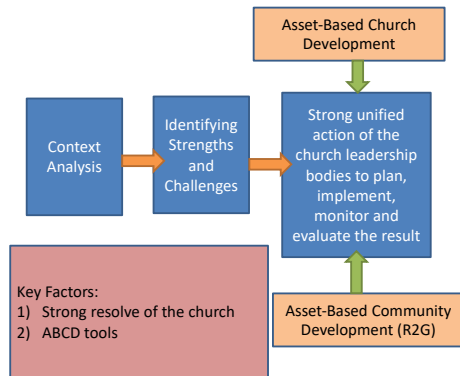 Asset-Based Church
Development
Context
Analysis
Identifying
Strengths
and
Challenges
Strong unified
action of the
church leadership
bodies to plan,
implement,
monitor and
evaluate the result
Key Factors:
1) Strong resolve of the church
2) ABCD tools
Asset-Based Community
Development (R2G)